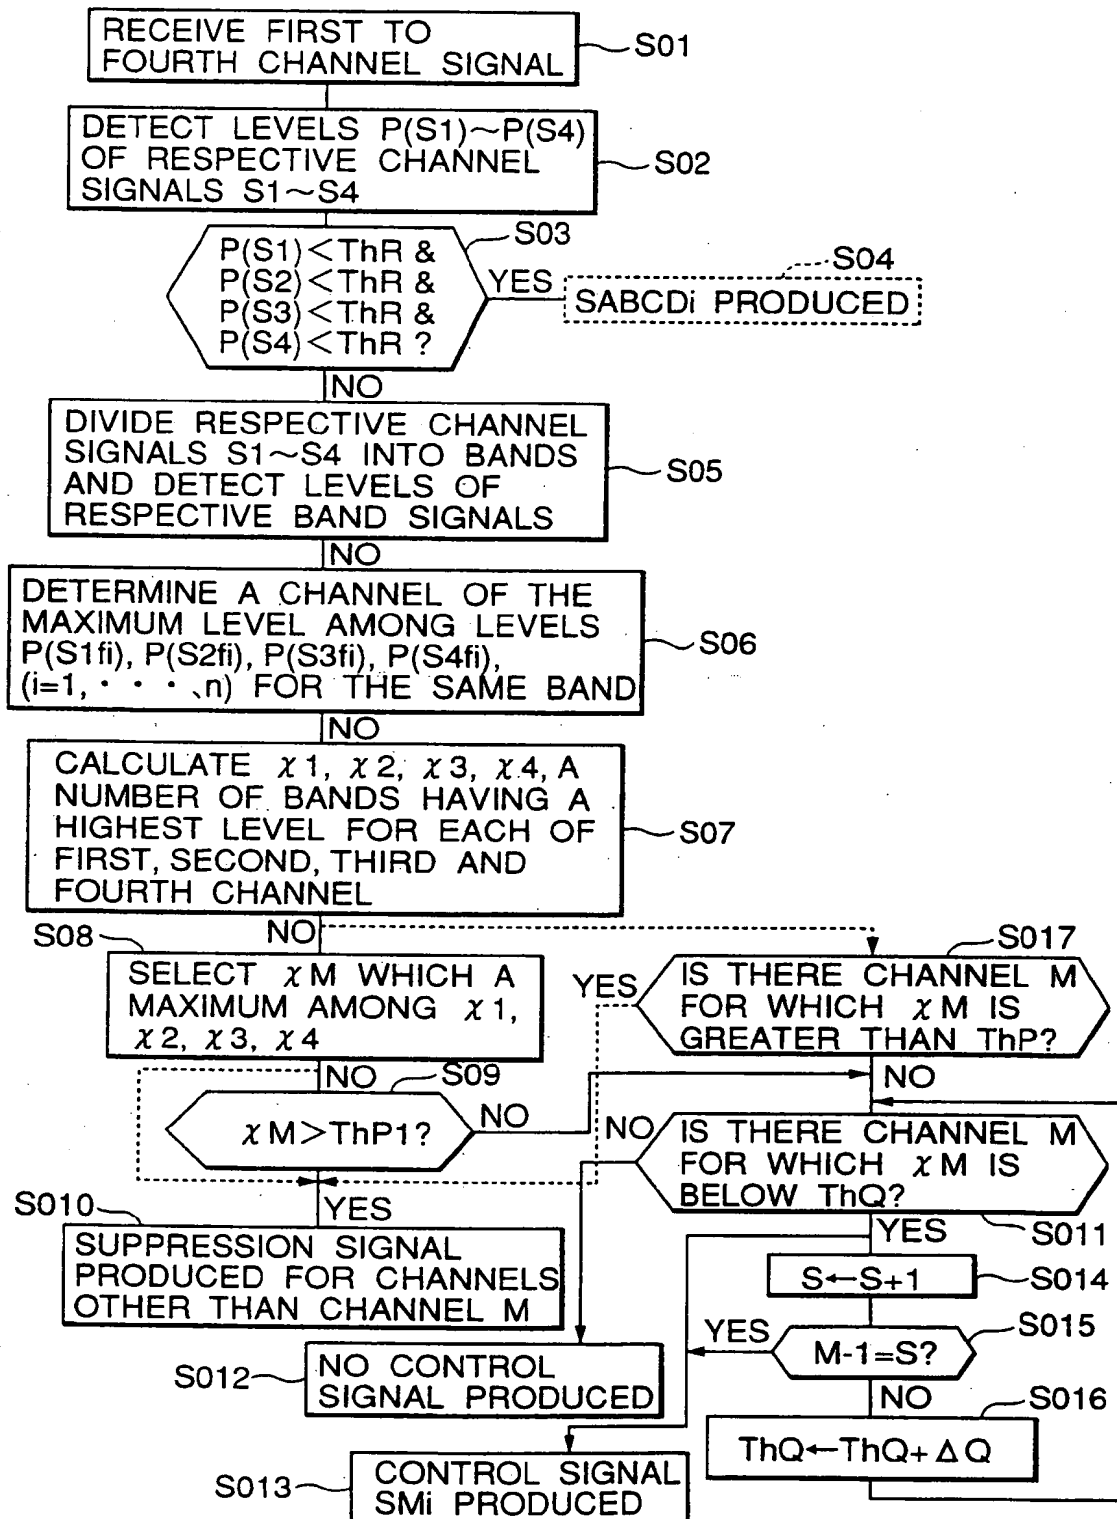 RECEIVE FIRST TO
FOURTH CHANNEL SIGNAL
S01
DETECT LEVELS P(S1)~P(S4)
OF RESPECTIVE CHANNEL
SIGNALS S1~S4
S02
P(S1)<ThR &
P(S2)<ThR &
P(S3)<ThR &
P(S4)<ThR ?
S03
YES
S04
SABCDi PRODUCED
NO
DIVIDE RESPECTIVE CHANNEL
SIGNALS S1~S4 INTO BANDS
AND DETECT LEVELS OF
RESPECTIVE BAND SIGNALS
S05
NO
DETERMINE A CHANNEL OF THE
MAXIMUM LEVEL AMONG LEVELS
P(S1fi), P(S2fi), P(S3fi), P(S4fi),
(i=1, · · · 、n) FOR THE SAME BAND
S06
NO
CALCULATE χ1, χ2, χ3, χ4, A
NUMBER OF BANDS HAVING A
HIGHEST LEVEL FOR EACH OF
FIRST, SECOND, THIRD AND
FOURTH CHANNEL
S07
NO
S08
SELECT χM WHICH A
MAXIMUM AMONG χ1,
χ2, χ3, χ4
S017
YES
IS THERE CHANNEL M
FOR WHICH χM IS
GREATER THAN ThP?
NO
S09
NO
χM>ThP1?
NO
NO
IS THERE CHANNEL M
FOR WHICH χM IS
BELOW ThQ?
S011
YES
S010
YES
SUPPRESSION SIGNAL
PRODUCED FOR CHANNELS
OTHER THAN CHANNEL M
S←S+1
S014
YES
M-1=S?
S015
NO
S012
NO CONTROL
SIGNAL PRODUCED
S016
ThQ←ThQ+ΔQ
S013
CONTROL SIGNAL
SMi PRODUCED